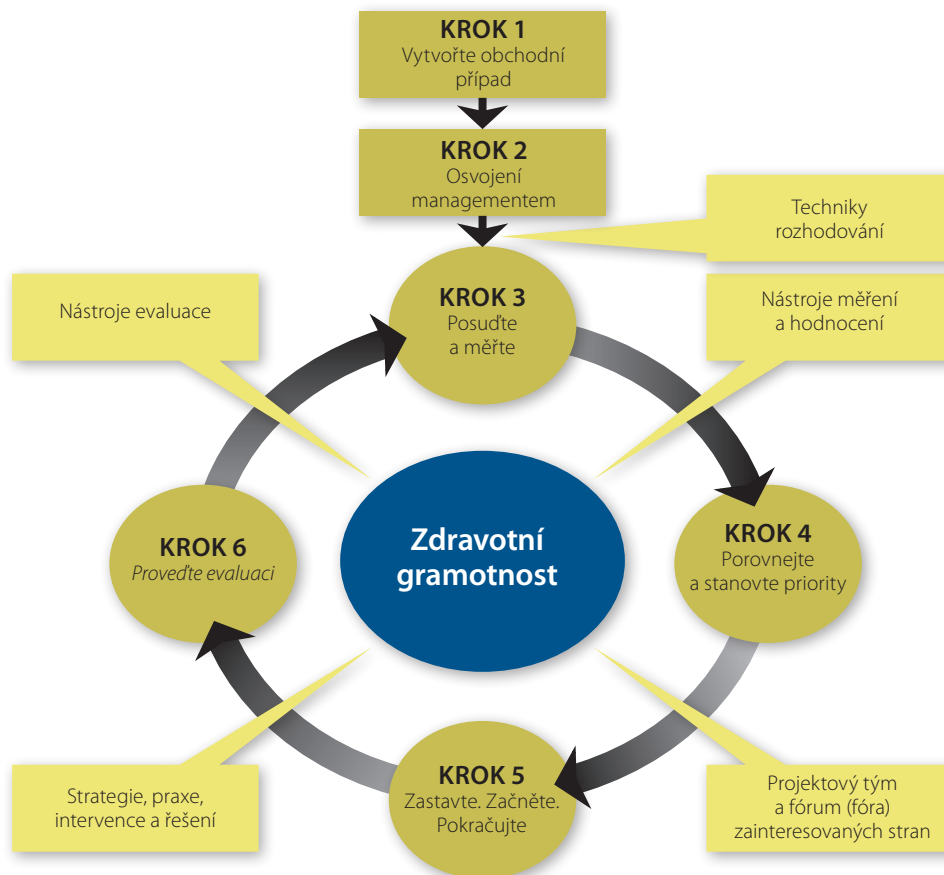 KROK 1
Vytvořte obchodní
případ
KROK 2
Osvojení
managementem
Techniky
rozhodování
KROK 3
Posuďte
a měřte
Nástroje evaluace
Nástroje měření
a hodnocení
Zdravotní
gramotnost
KROK 6
Proveďte evaluaci
KROK 4
Porovnejte
a stanovte priority
KROK 5
Zastavte. Začněte.
Pokračujte
Strategie, praxe,
intervence a řešení
Projektový tým
a fórum (fóra)
zainteresovaných stran